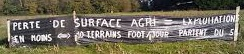 PERTE DE SURFACE AGRI = EXPLOITATION
EN MOINS 10 TERRAINS FOOT / JOUR PARTENT DU S